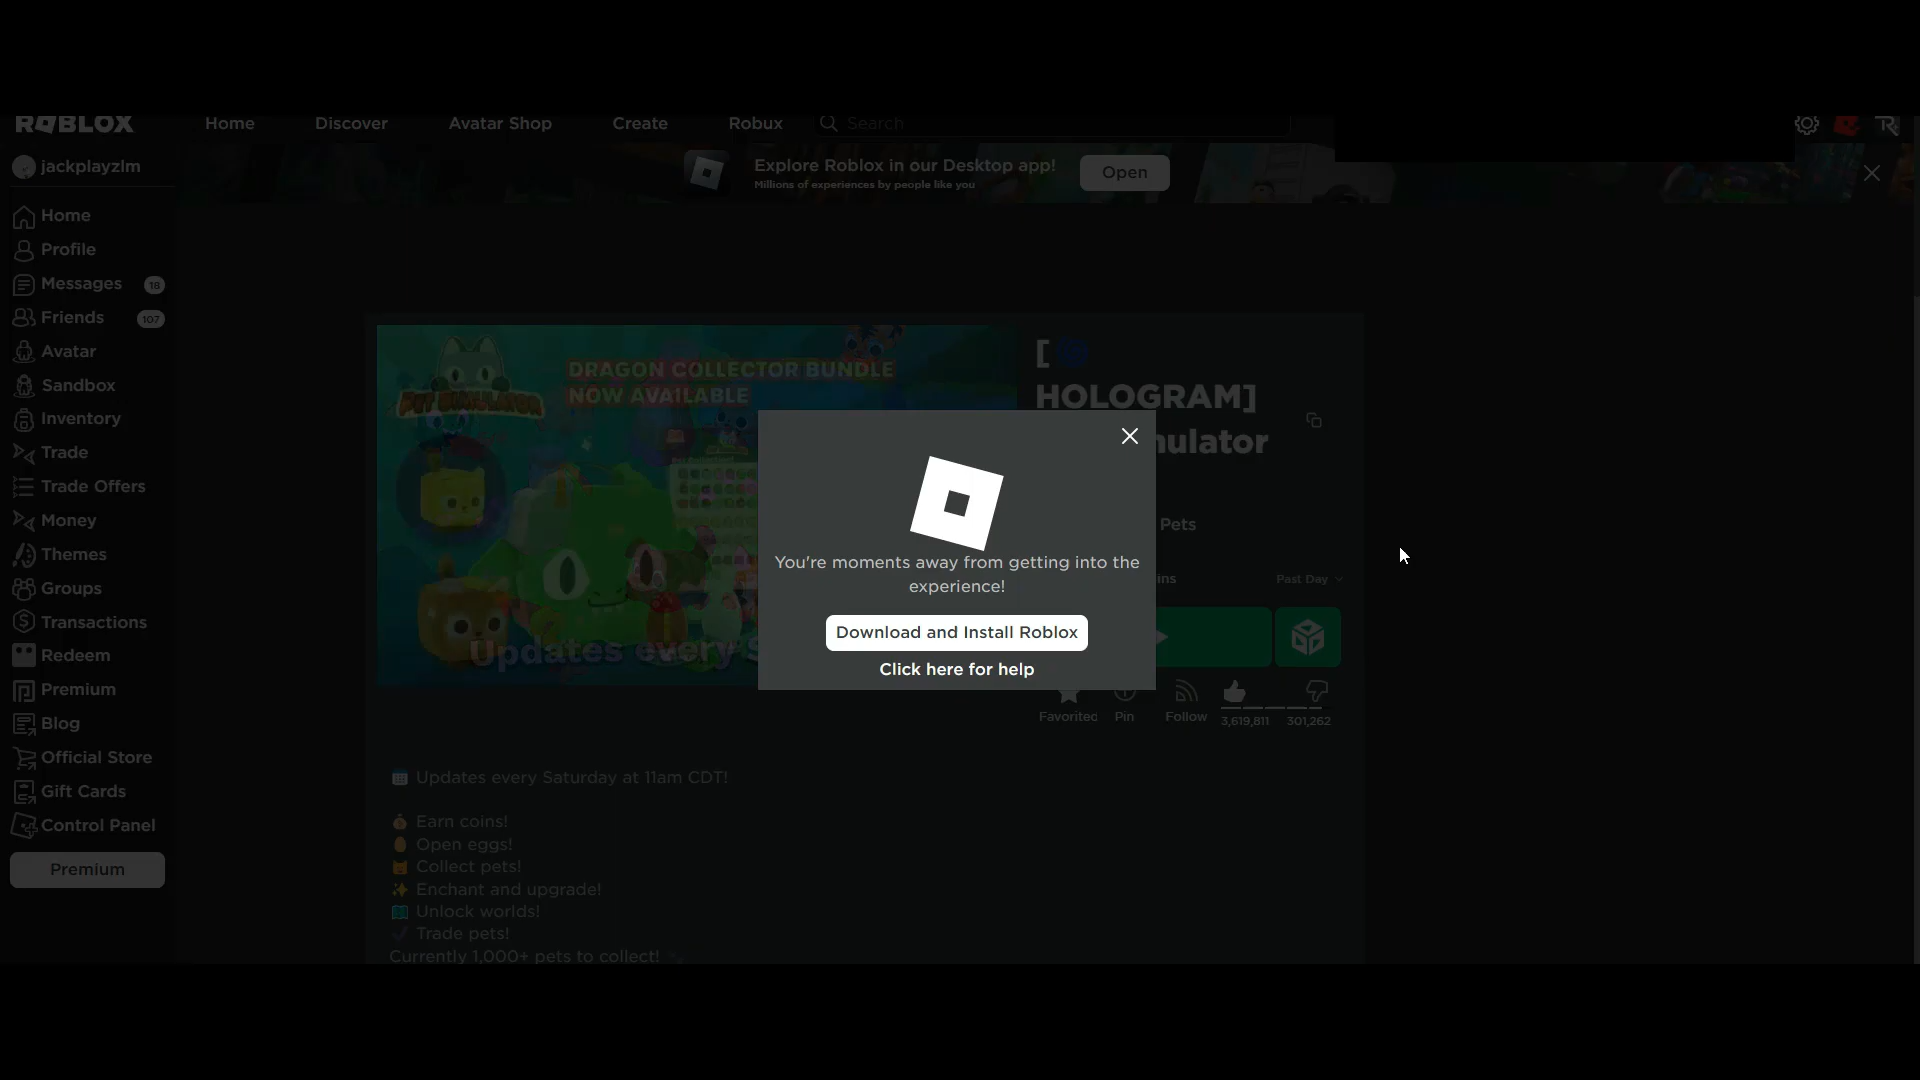 ROBLOX
Home
Discover
Avatar Shop
Create
Robux
Search
jackplayzlm
Explore Roblox in our Desktop app!
Millions of experiences by people like you
Open
Home
Profile
Messages 18
Friends 107
Avatar
Sandbox
Inventory
Trade
Trade Offers
Money
Themes
Groups
Transactions
Redeem
Premium
Blog
Official Store
Gift Cards
Control Panel
Premium
PET SIMULATOR
DRAGON COLLECTOR BUNDLE
NOW AVAILABLE
Updates every S
[
HOLOGRAM]
nulator
Pets
ins
Past Day
You're moments away from getting into the
experience!
Download and Install Roblox
Click here for help
Favorited
Pin
Follow
3,619,811
301,262
Updates every Saturday at 11am CDT!
Earn coins!
Open eggs!
Collect pets!
Enchant and upgrade!
Unlock worlds!
Trade pets!
Currently 1,000+ pets to collect!